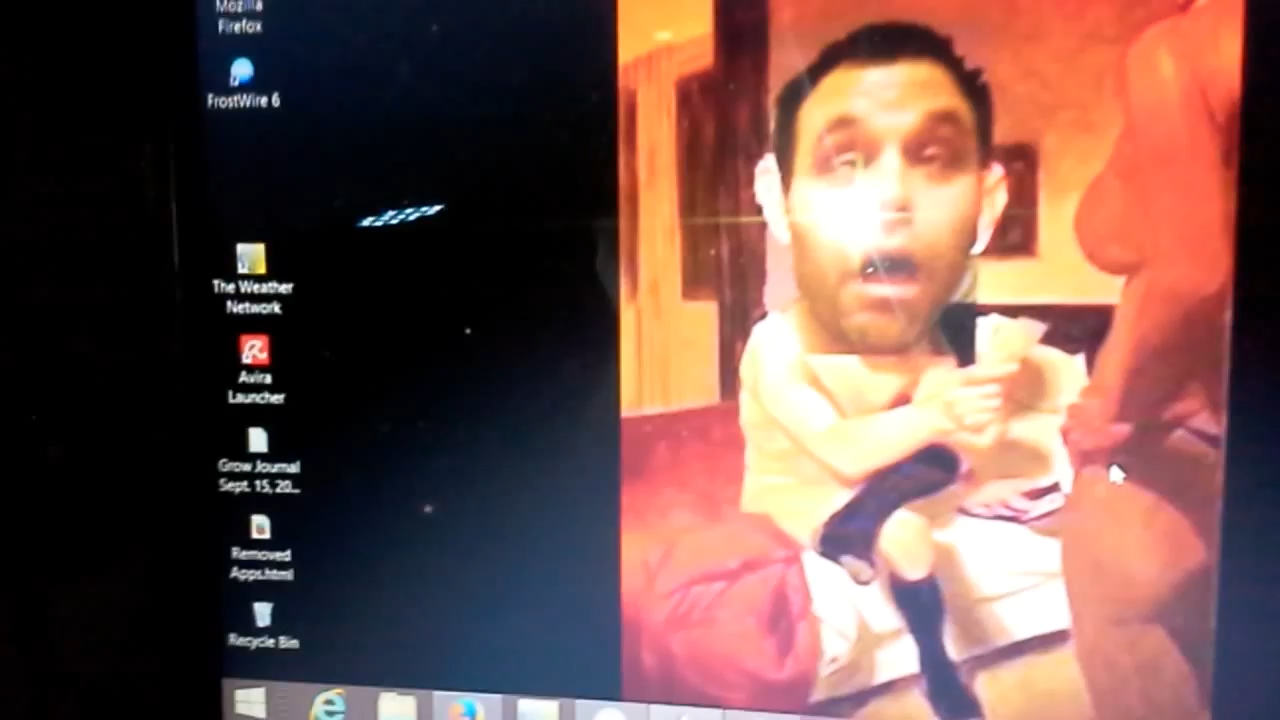 Mozilla
Firefox
FrostWire 6
The Weather
Network
Avira
Launcher
Grow Journal
Sept. 15, 20...
Removed
Apps.html
Recycle Bin